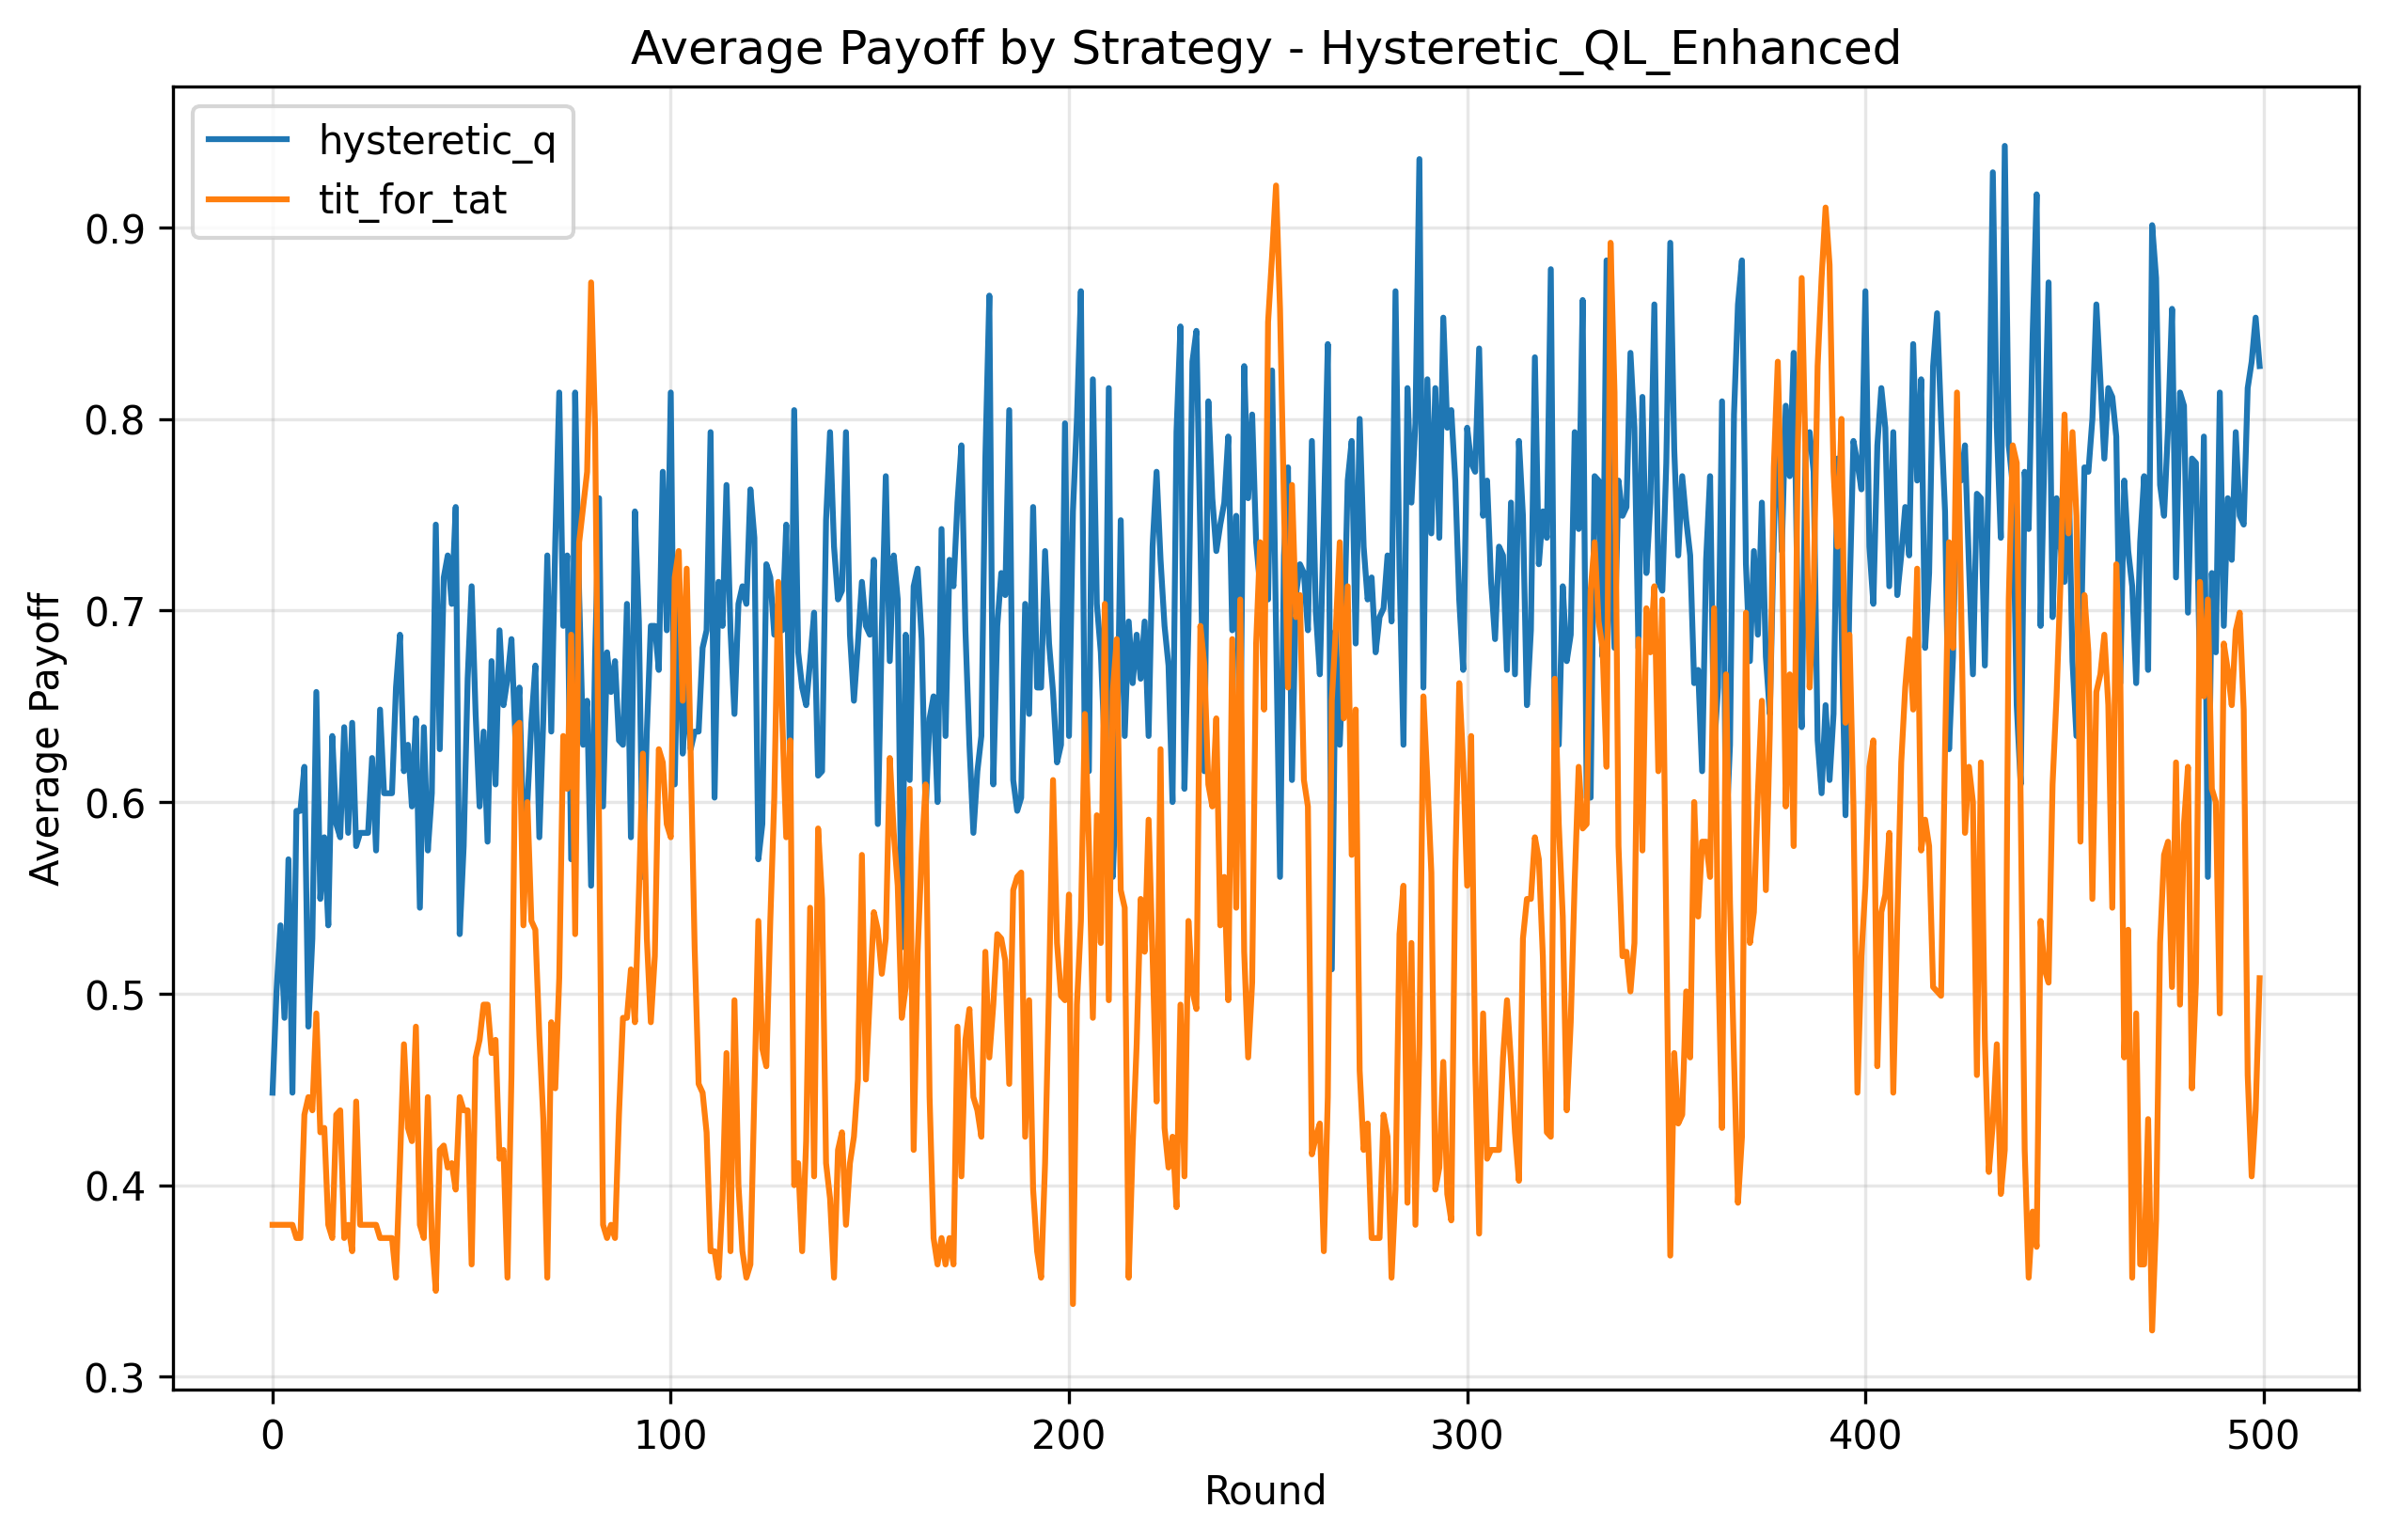 Average Payoff by Strategy - Hysteretic_QL_Enhanced
hysteretic_q
tit_for_tat
Average Payoff
0.9
0.8
0.7
0.6
0.5
0.4
0.3
0 100 200 300 400 500
Round